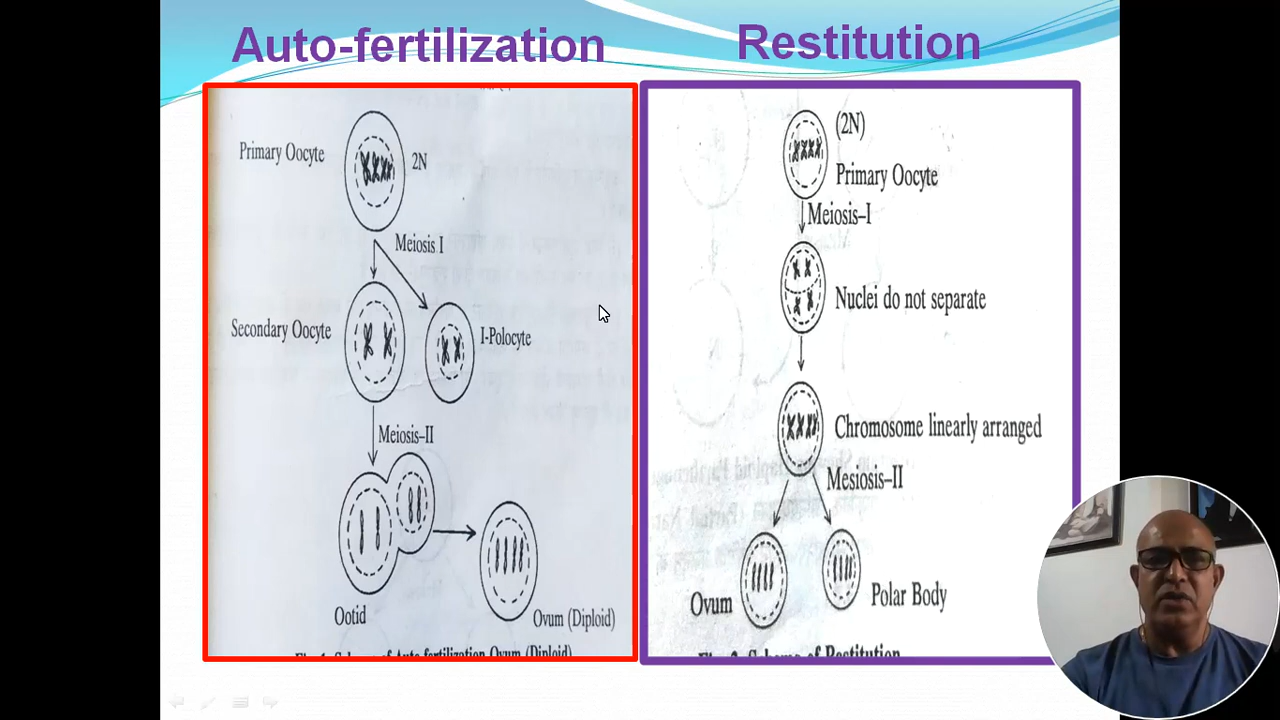 Auto-fertilization
Restitution
Primary Oocyte
2N
Meiosis I
Secondary Oocyte
I-Polocyte
Meiosis–II
Ootid
Ovum (Diploid)
Fig. 1. Scheme of Auto fertilization Ovum (Diploid)
(2N)
Primary Oocyte
Meiosis–I
Nuclei do not separate
Chromosome linearly arranged
Mesiosis–II
Ovum
Polar Body
Fig. 2. Scheme of Restitution